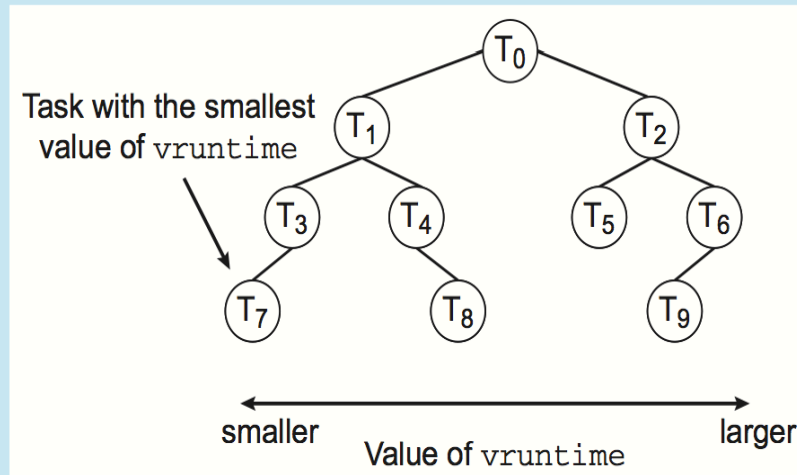 T0
Task with the smallest
value of vruntime
T1
T2
T3
T4
T5
T6
T7
T8
T9
smaller
larger
Value of vruntime